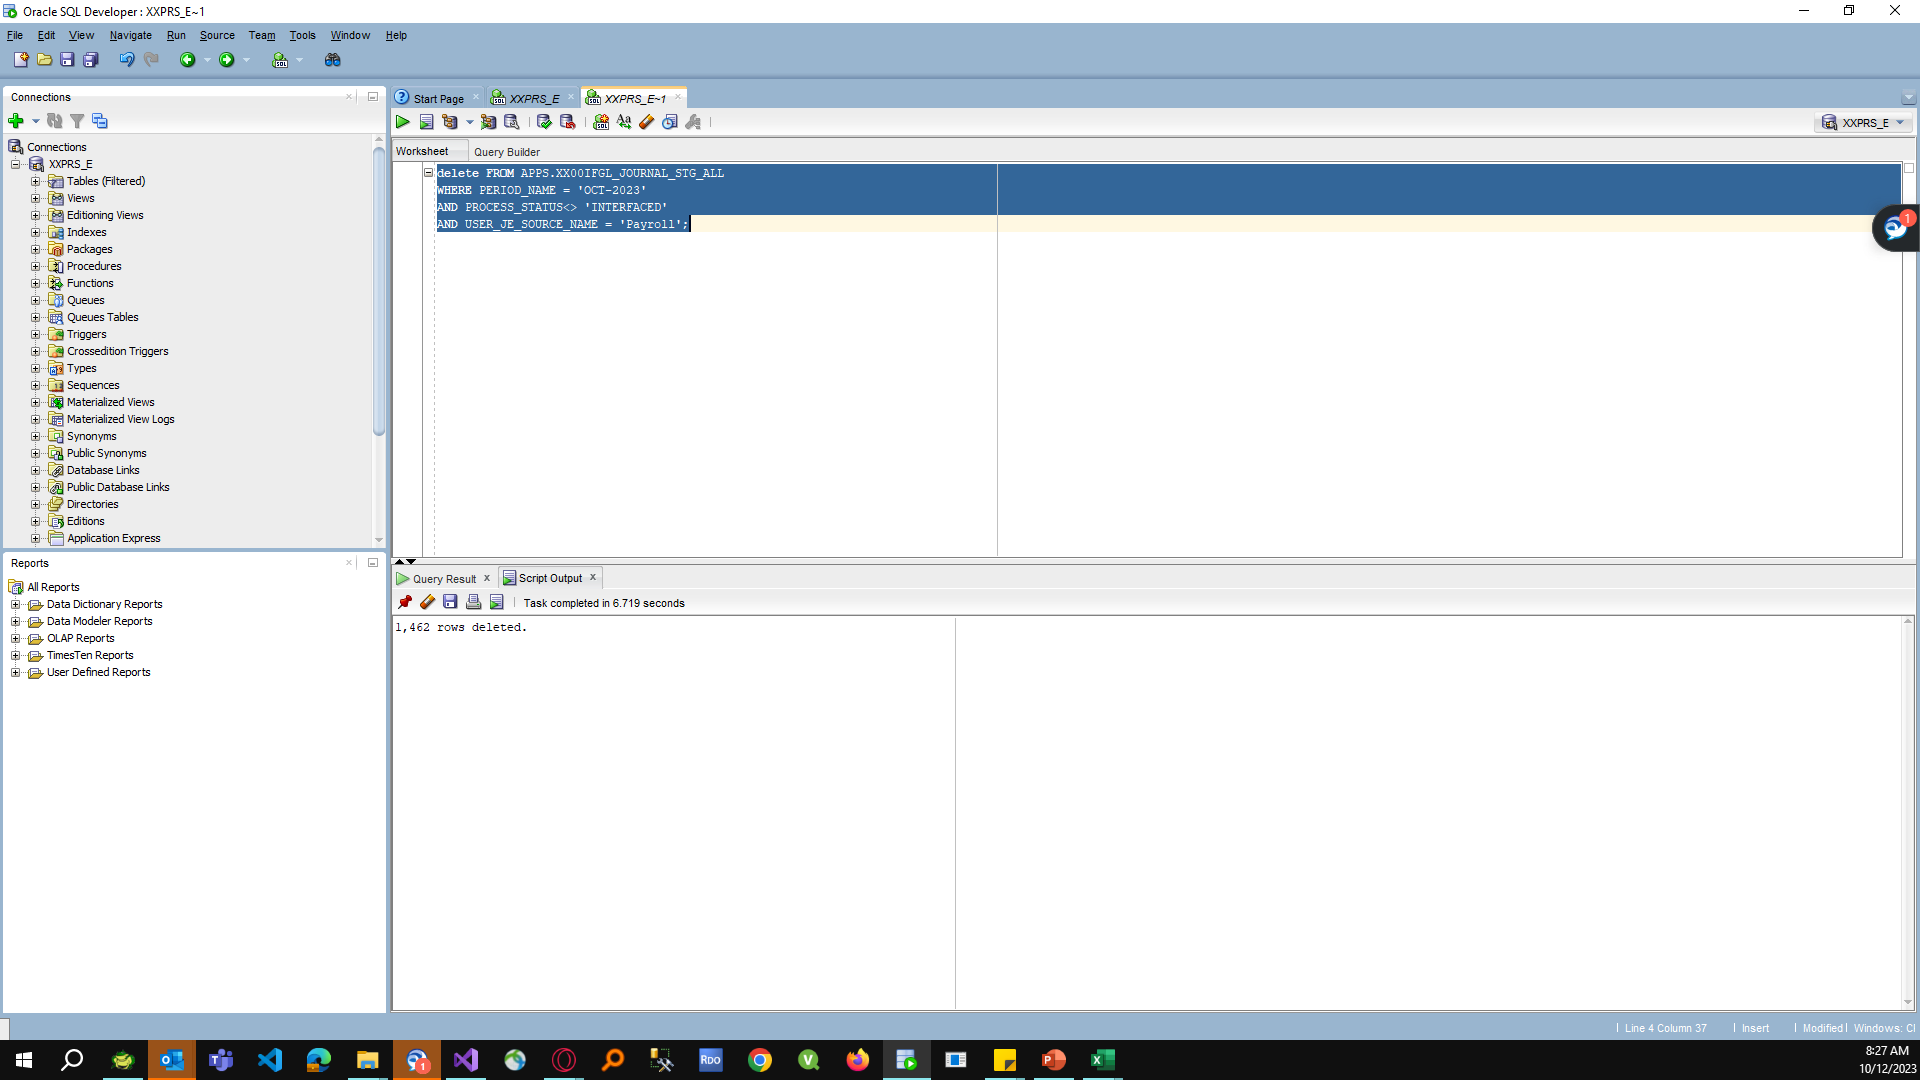 Oracle SQL Developer : XXPRS_E~1
File Edit View Navigate Run Source Team Tools Window Help
Connections
Connections
XXPRS_E
Tables (Filtered)
Views
Editioning Views
Indexes
Packages
Procedures
Functions
Queues
Queues Tables
Triggers
Crossedition Triggers
Types
Sequences
Materialized Views
Materialized View Logs
Synonyms
Public Synonyms
Database Links
Public Database Links
Directories
Editions
Application Express
Reports
All Reports
Data Dictionary Reports
Data Modeler Reports
OLAP Reports
TimesTen Reports
User Defined Reports
Start Page XXPRS_E XXPRS_E~1
XXPRS_E
Worksheet Query Builder
delete FROM APPS.XX00IFGL_JOURNAL_STG_ALL
WHERE PERIOD_NAME = 'OCT-2023'
AND PROCESS_STATUS<> 'INTERFACED'
AND USER_JE_SOURCE_NAME = 'Payroll';
1
Query Result Script Output
Task completed in 6.719 seconds
1,462 rows deleted.
Line 4 Column 37 Insert Modified Windows: Cl
1
RDO
8:27 AM
10/12/2023